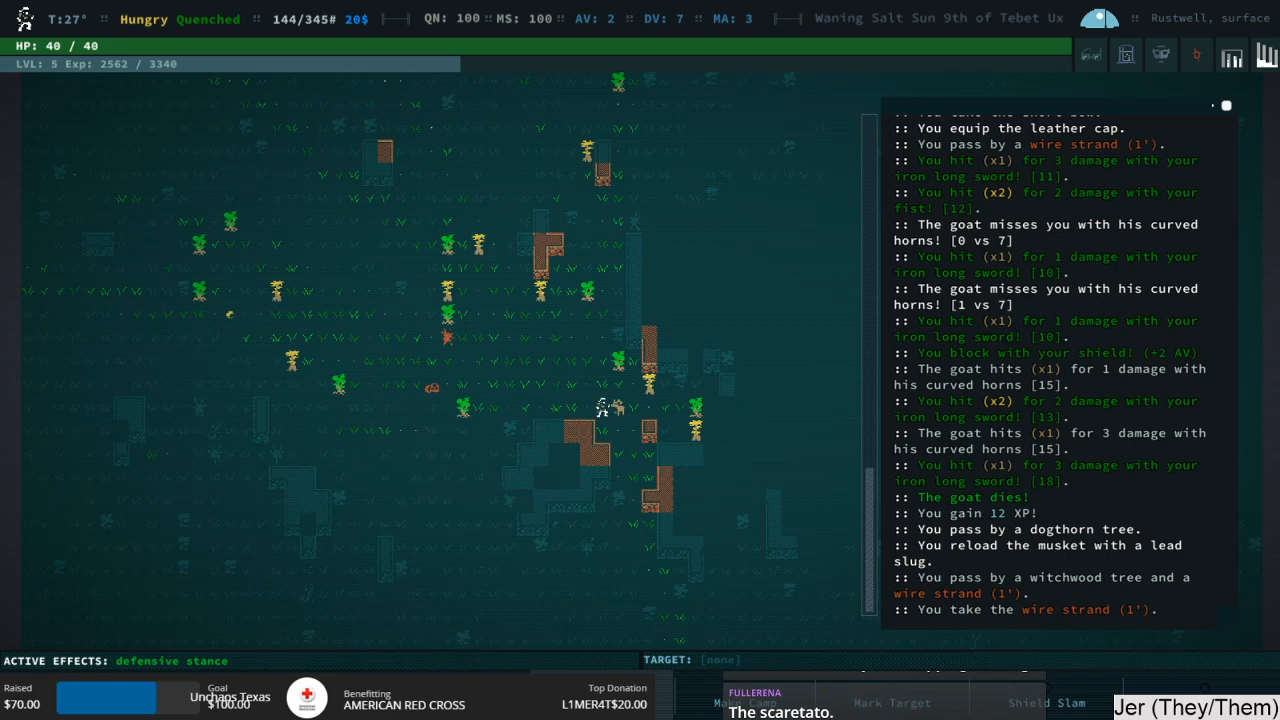 T:27° Hungry Quenched :: 144/345# 20$ QN: 100 :: MS: 100 :: AV: 2 :: DV: 7 :: MA: 3 Waning Salt Sun 9th of Tebet Ux :: Rustwell, surface
HP: 40 / 40
LVL: 5 Exp: 2562 / 3340
:: You equip the leather cap.
:: You pass by a wire strand (1').
:: You hit (x1) for 3 damage with your
iron long sword! [11].
:: You hit (x2) for 2 damage with your
fist! [12].
:: The goat misses you with his curved
horns! [0 vs 7]
:: You hit (x1) for 1 damage with your
iron long sword! [10].
:: The goat misses you with his curved
horns! [1 vs 7]
:: You hit (x1) for 1 damage with your
iron long sword! [10].
:: You block with your shield! (+2 AV)
:: The goat hits (x1) for 1 damage with
his curved horns [15].
:: You hit (x2) for 2 damage with your
iron long sword! [13].
:: The goat hits (x1) for 3 damage with
his curved horns [15].
:: You hit (x1) for 3 damage with your
iron long sword! [18].
:: The goat dies!
:: You gain 12 XP!
:: You pass by a dogthorn tree.
:: You reload the musket with a lead
slug.
:: You pass by a witchwood tree and a
wire strand (1').
:: You take the wire strand (1').
ACTIVE EFFECTS: defensive stance
TARGET: [none]
Raised
$70.00
Goal
$100.00
Unchaos Texas
Benefitting
AMERICAN RED CROSS
Top Donation
L1MER4T$20.00
FULLERENA
The scaretato.
Make Camp
Mark Target
Shield Slam
Jer (They/Them)